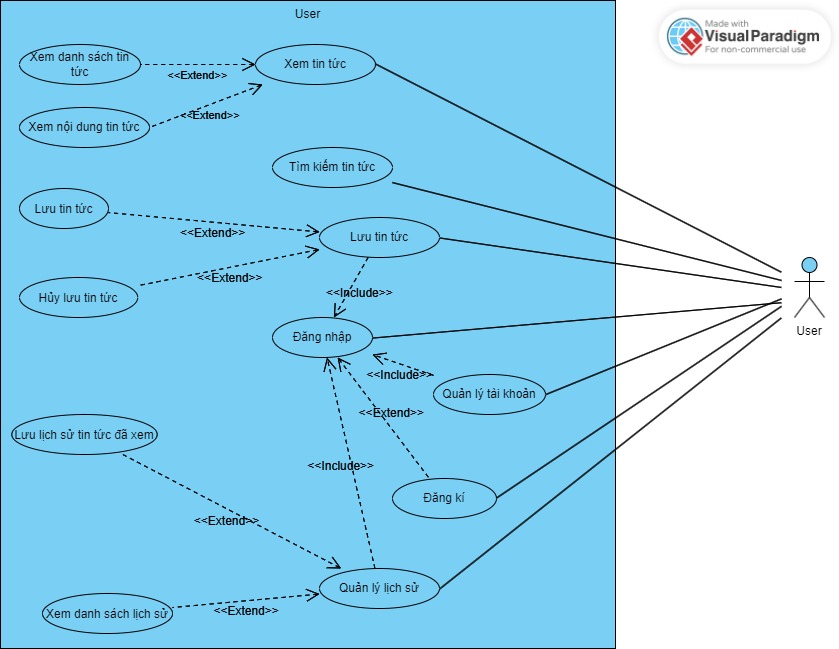 User
Made with
VisualParadigm
For non-commercial use
Xem danh sách tin
tức
<<Extend>>
Xem tin tức
Xem nội dung tin tức
<<Extend>>
Tìm kiếm tin tức
Lưu tin tức
<<Extend>>
Lưu tin tức
Hủy lưu tin tức
<<Extend>>
<<Include>>
Đăng nhập
User
<<Include>>
Quản lý tài khoản
<<Extend>>
Lưu lịch sử tin tức đã xem
<<Include>>
Đăng kí
<<Extend>>
Quản lý lịch sử
Xem danh sách lịch sử
<<Extend>>